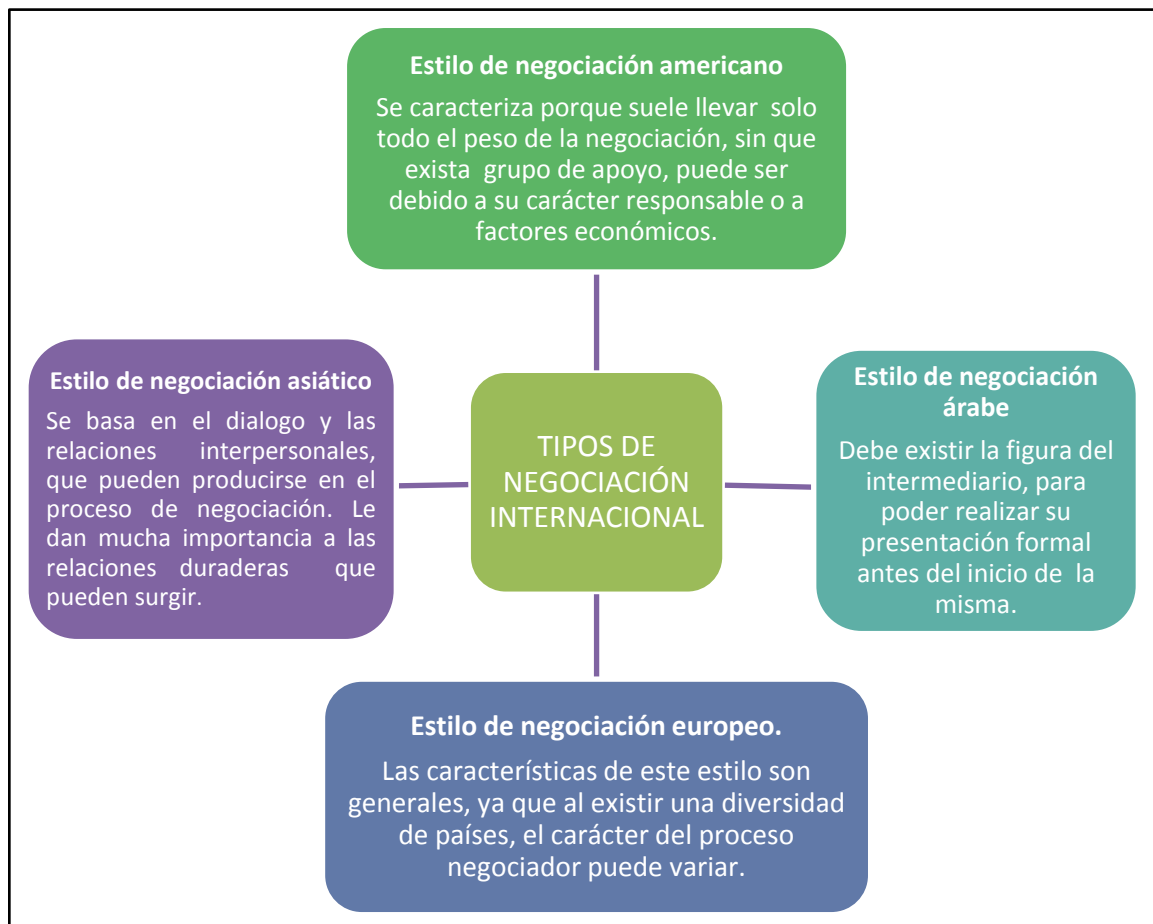 Estilo de negociación americano
Se caracteriza porque suele llevar solo
todo el peso de la negociación, sin que
exista grupo de apoyo, puede ser
debido a su carácter responsable o a
factores económicos.
Estilo de negociación asiático
Se basa en el dialogo y las
relaciones interpersonales,
que pueden producirse en el
proceso de negociación. Le
dan mucha importancia a las
relaciones duraderas que
pueden surgir.
TIPOS DE
NEGOCIACIÓN
INTERNACIONAL
Estilo de negociación
árabe
Debe existir la figura del
intermediario, para
poder realizar su
presentación formal
antes del inicio de la
misma.
Estilo de negociación europeo.
Las características de este estilo son
generales, ya que al existir una diversidad
de países, el carácter del proceso
negociador puede variar.